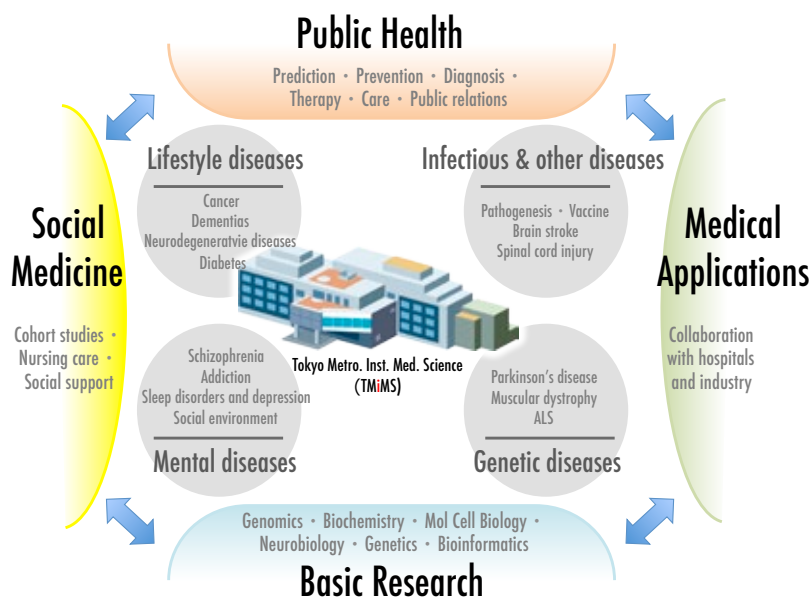 Public Health
Prediction・Prevention・Diagnosis・
Therapy・Care・Public relations
Lifestyle diseases
Cancer
Dementias
Neurodegeneratvie diseases
Diabetes
Infectious & other diseases
Pathogenesis・Vaccine
Brain stroke
Spinal cord injury
Social
Medicine
Cohort studies・
Nursing care・
Social support
Medical
Applications
Collaboration
with hospitals
and industry
Tokyo Metro. Inst. Med. Science
(TMiMS)
Schizophrenia
Addiction
Sleep disorders and depression
Social environment
Mental diseases
Parkinson's disease
Muscular dystrophy
ALS
Genetic diseases
Genomics・Biochemistry・Mol Cell Biology・
Neurobiology・Genetics・Bioinformatics
Basic Research